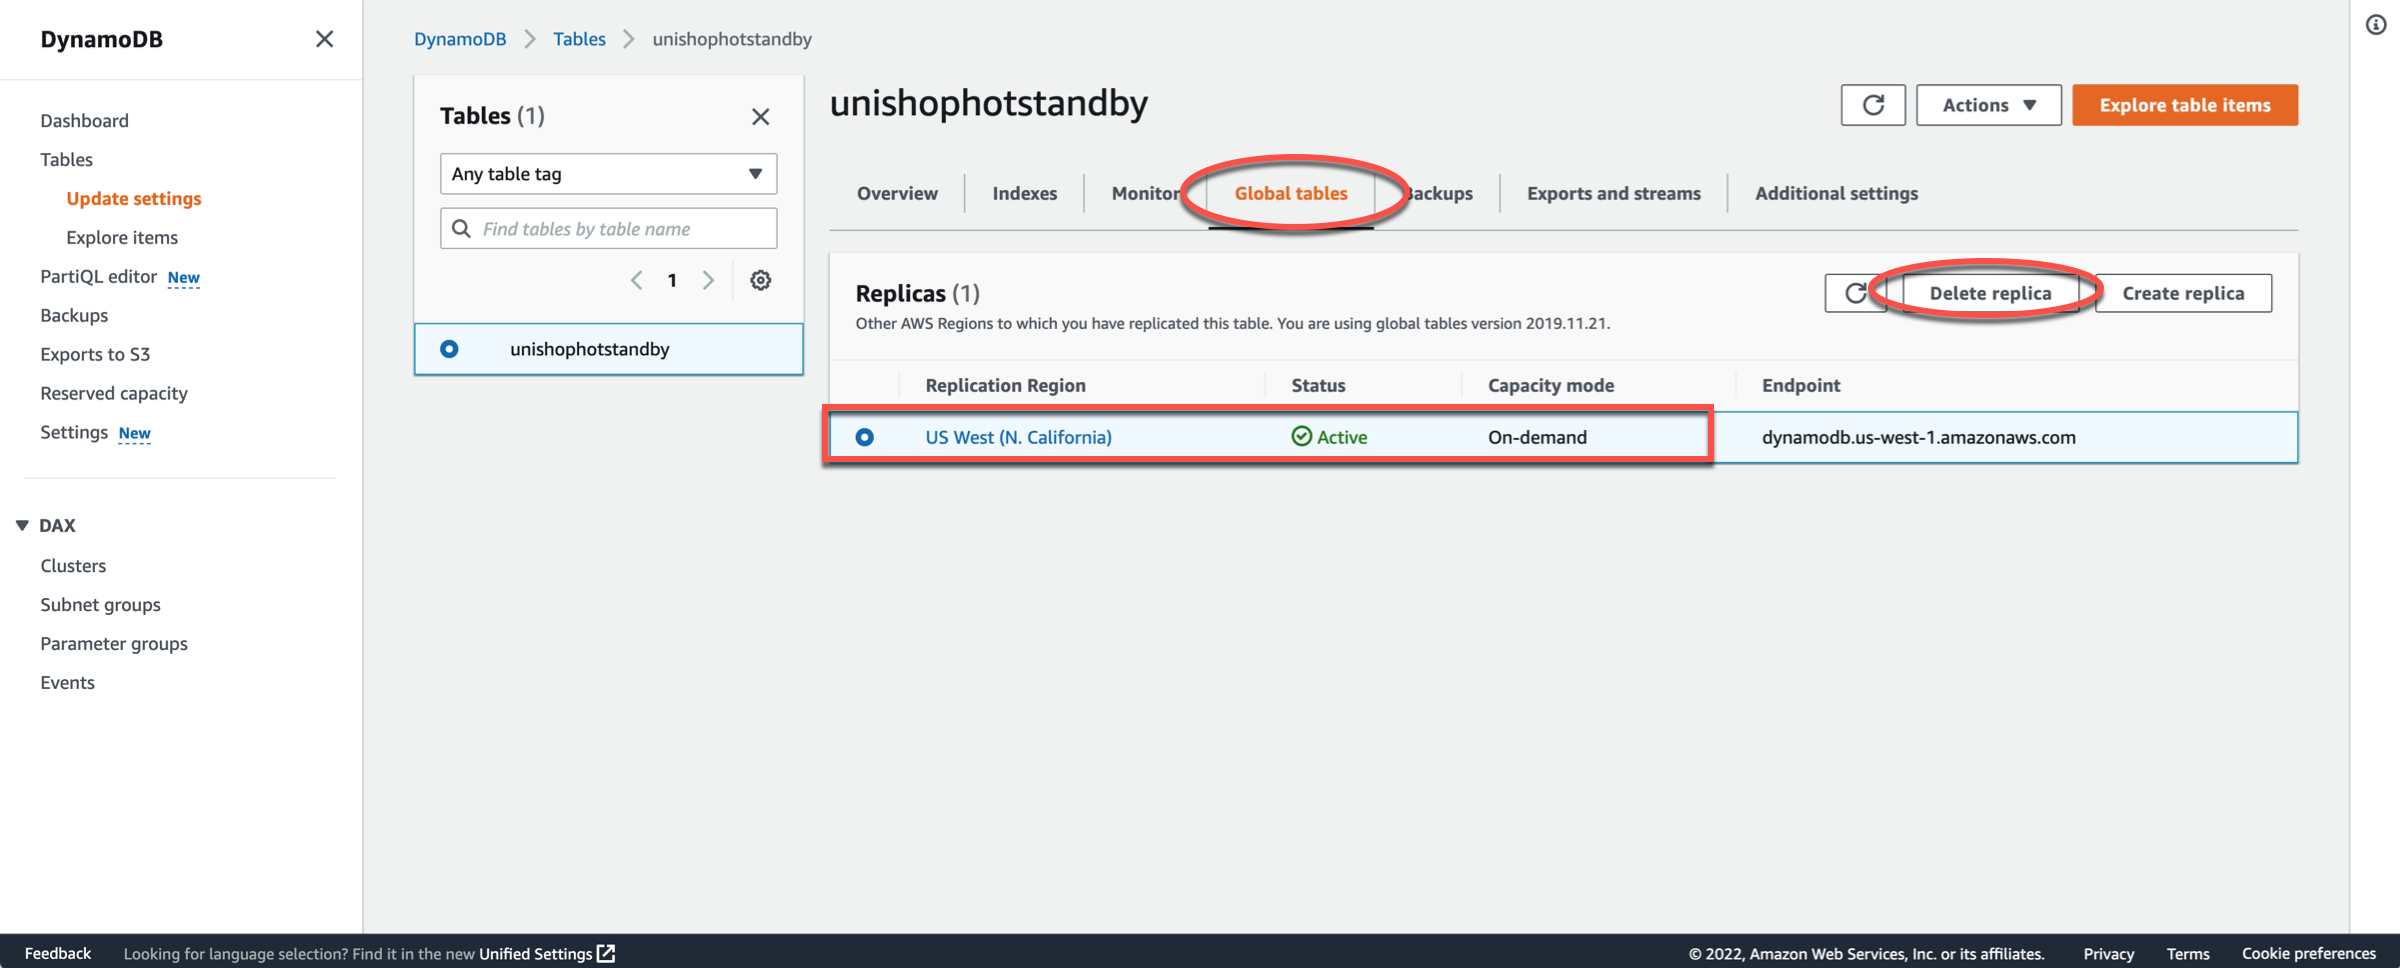 DynamoDB
Dashboard
Tables
Update settings
Explore items
PartiQL editor New
Backups
Exports to S3
Reserved capacity
Settings New
DAX
Clusters
Subnet groups
Parameter groups
Events
DynamoDB Tables unishophotstandby
Tables (1)
Any table tag
Find tables by table name
1
unishophotstandby
unishophotstandby
Actions
Explore table items
Overview Indexes Monitor Global tables Backups Exports and streams Additional settings
Replicas (1)
Delete replica
Create replica
Other AWS Regions to which you have replicated this table. You are using global tables version 2019.11.21.
Replication Region Status Capacity mode Endpoint
US West (N. California) Active On-demand dynamodb.us-west-1.amazonaws.com
Feedback Looking for language selection? Find it in the new Unified Settings © 2022, Amazon Web Services, Inc. or its affiliates. Privacy Terms Cookie preferences